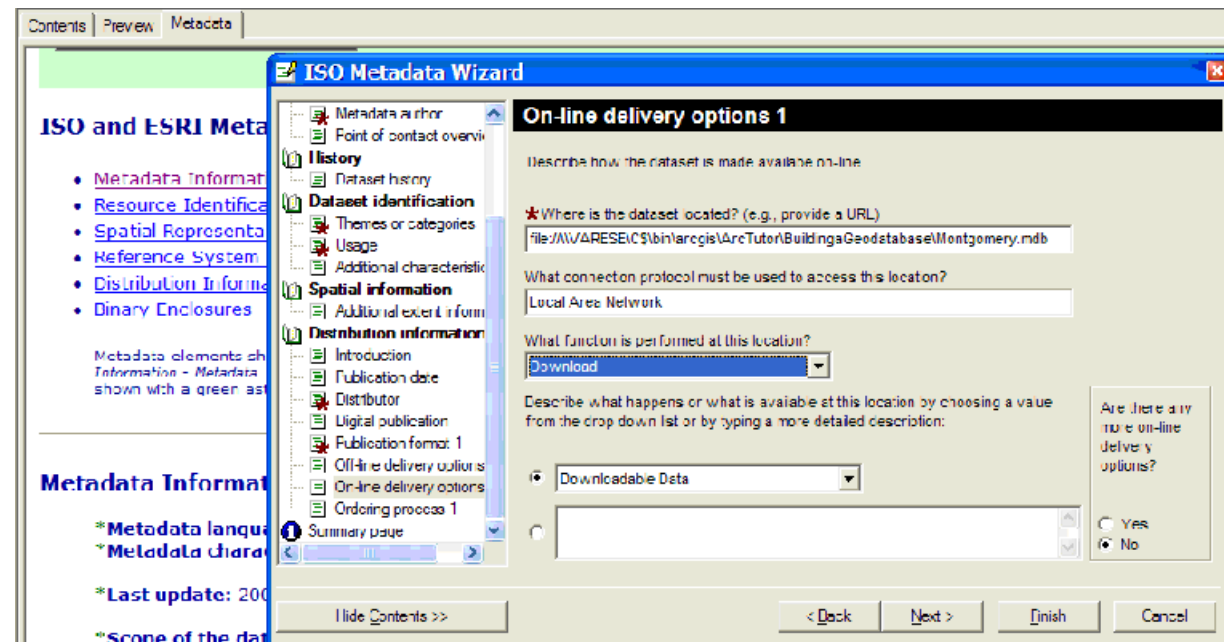 Contents Preview Metadata
ISO Metadata Wizard
ISO and ESRI Meta
Metadata Informat
Resource Identifica
Spatial Representa
Reference System
Distribution Informa
Binary Enclosures
Metadata elements sh
Information - Metadata
shown with a green ast
Metadata Informat
*Metadata langua
*Metadata chara
*Last update: 200
*Scope of the dat
Metadata author
Point of contact overvi
History
Dataset history
Dataset identification
Themes or categories
Usage
Additional characteristic
Spatial information
Additional extent inform
Distribution information
Introduction
Publication date
Distributor
Digital publication
Publication format 1
Off-line delivery options
On-line delivery options
Ordering process 1
Summary page
Hide Contents >>
On-line delivery options 1
Describe how the dataset is made availabe on-line
*Where is the dataset located? (e.g., provide a URL)
file://\\VARESE\C$\bin\arcgis\ArcTutor\BuildingaGeodatabase\Montgomery.mdb
What connection protocol must be used to access this location?
Local Area Network
What function is performed at this location?
Download
Describe what happens or what is available at this location by choosing a value
from the drop down list or by typing a more detailed description:
Downloadable Data
Are there any
more on-line
delivery
options?
Yes
No
< Back Next > Finish Cancel